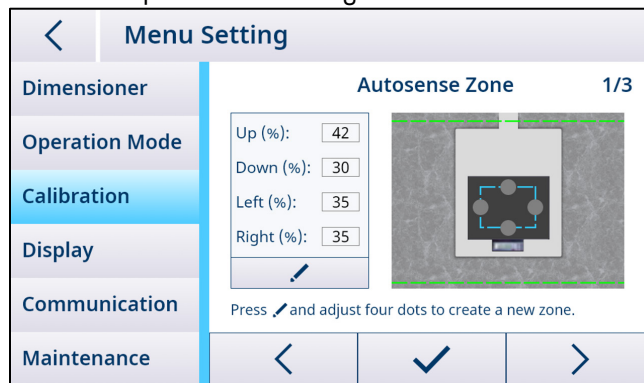 Menu Setting
Dimensioner
Operation Mode
Calibration
Display
Communication
Maintenance
Autosense Zone 1/3
Up (%): 42
Down (%): 30
Left (%): 35
Right (%): 35
Press and adjust four dots to create a new zone.